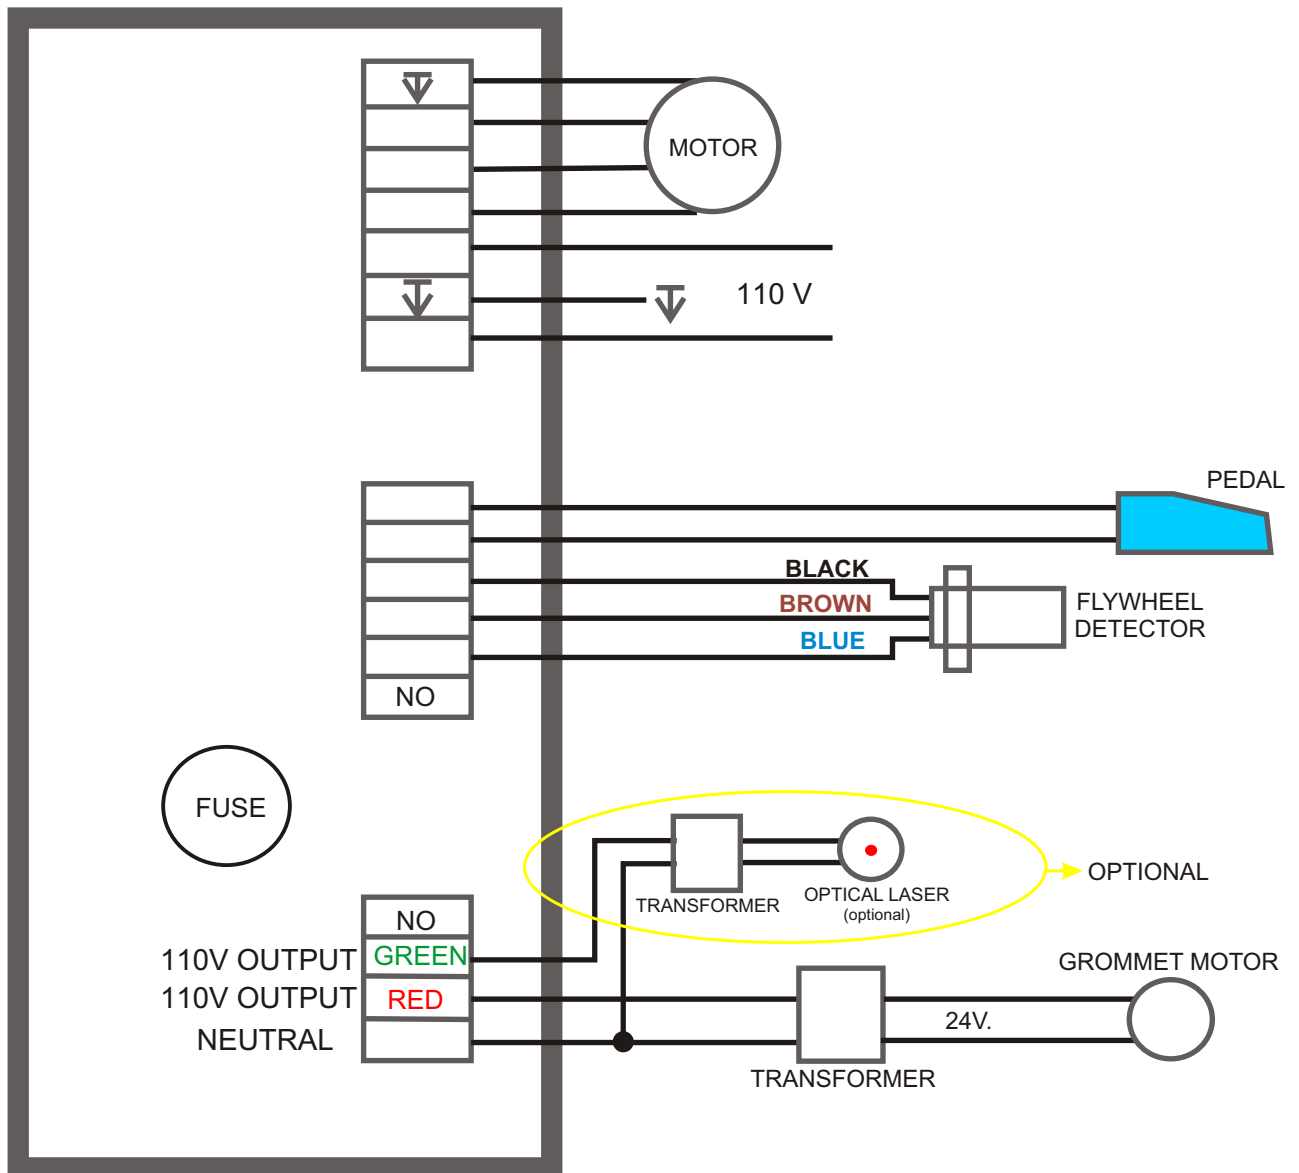 MOTOR
110 V
PEDAL
BLACK
BROWN
BLUE
FLYWHEEL
DETECTOR
NO
FUSE
TRANSFORMER
OPTICAL LASER
(optional)
OPTIONAL
NO
110V OUTPUT GREEN
110V OUTPUT RED
NEUTRAL
GROMMET MOTOR
24V.
TRANSFORMER